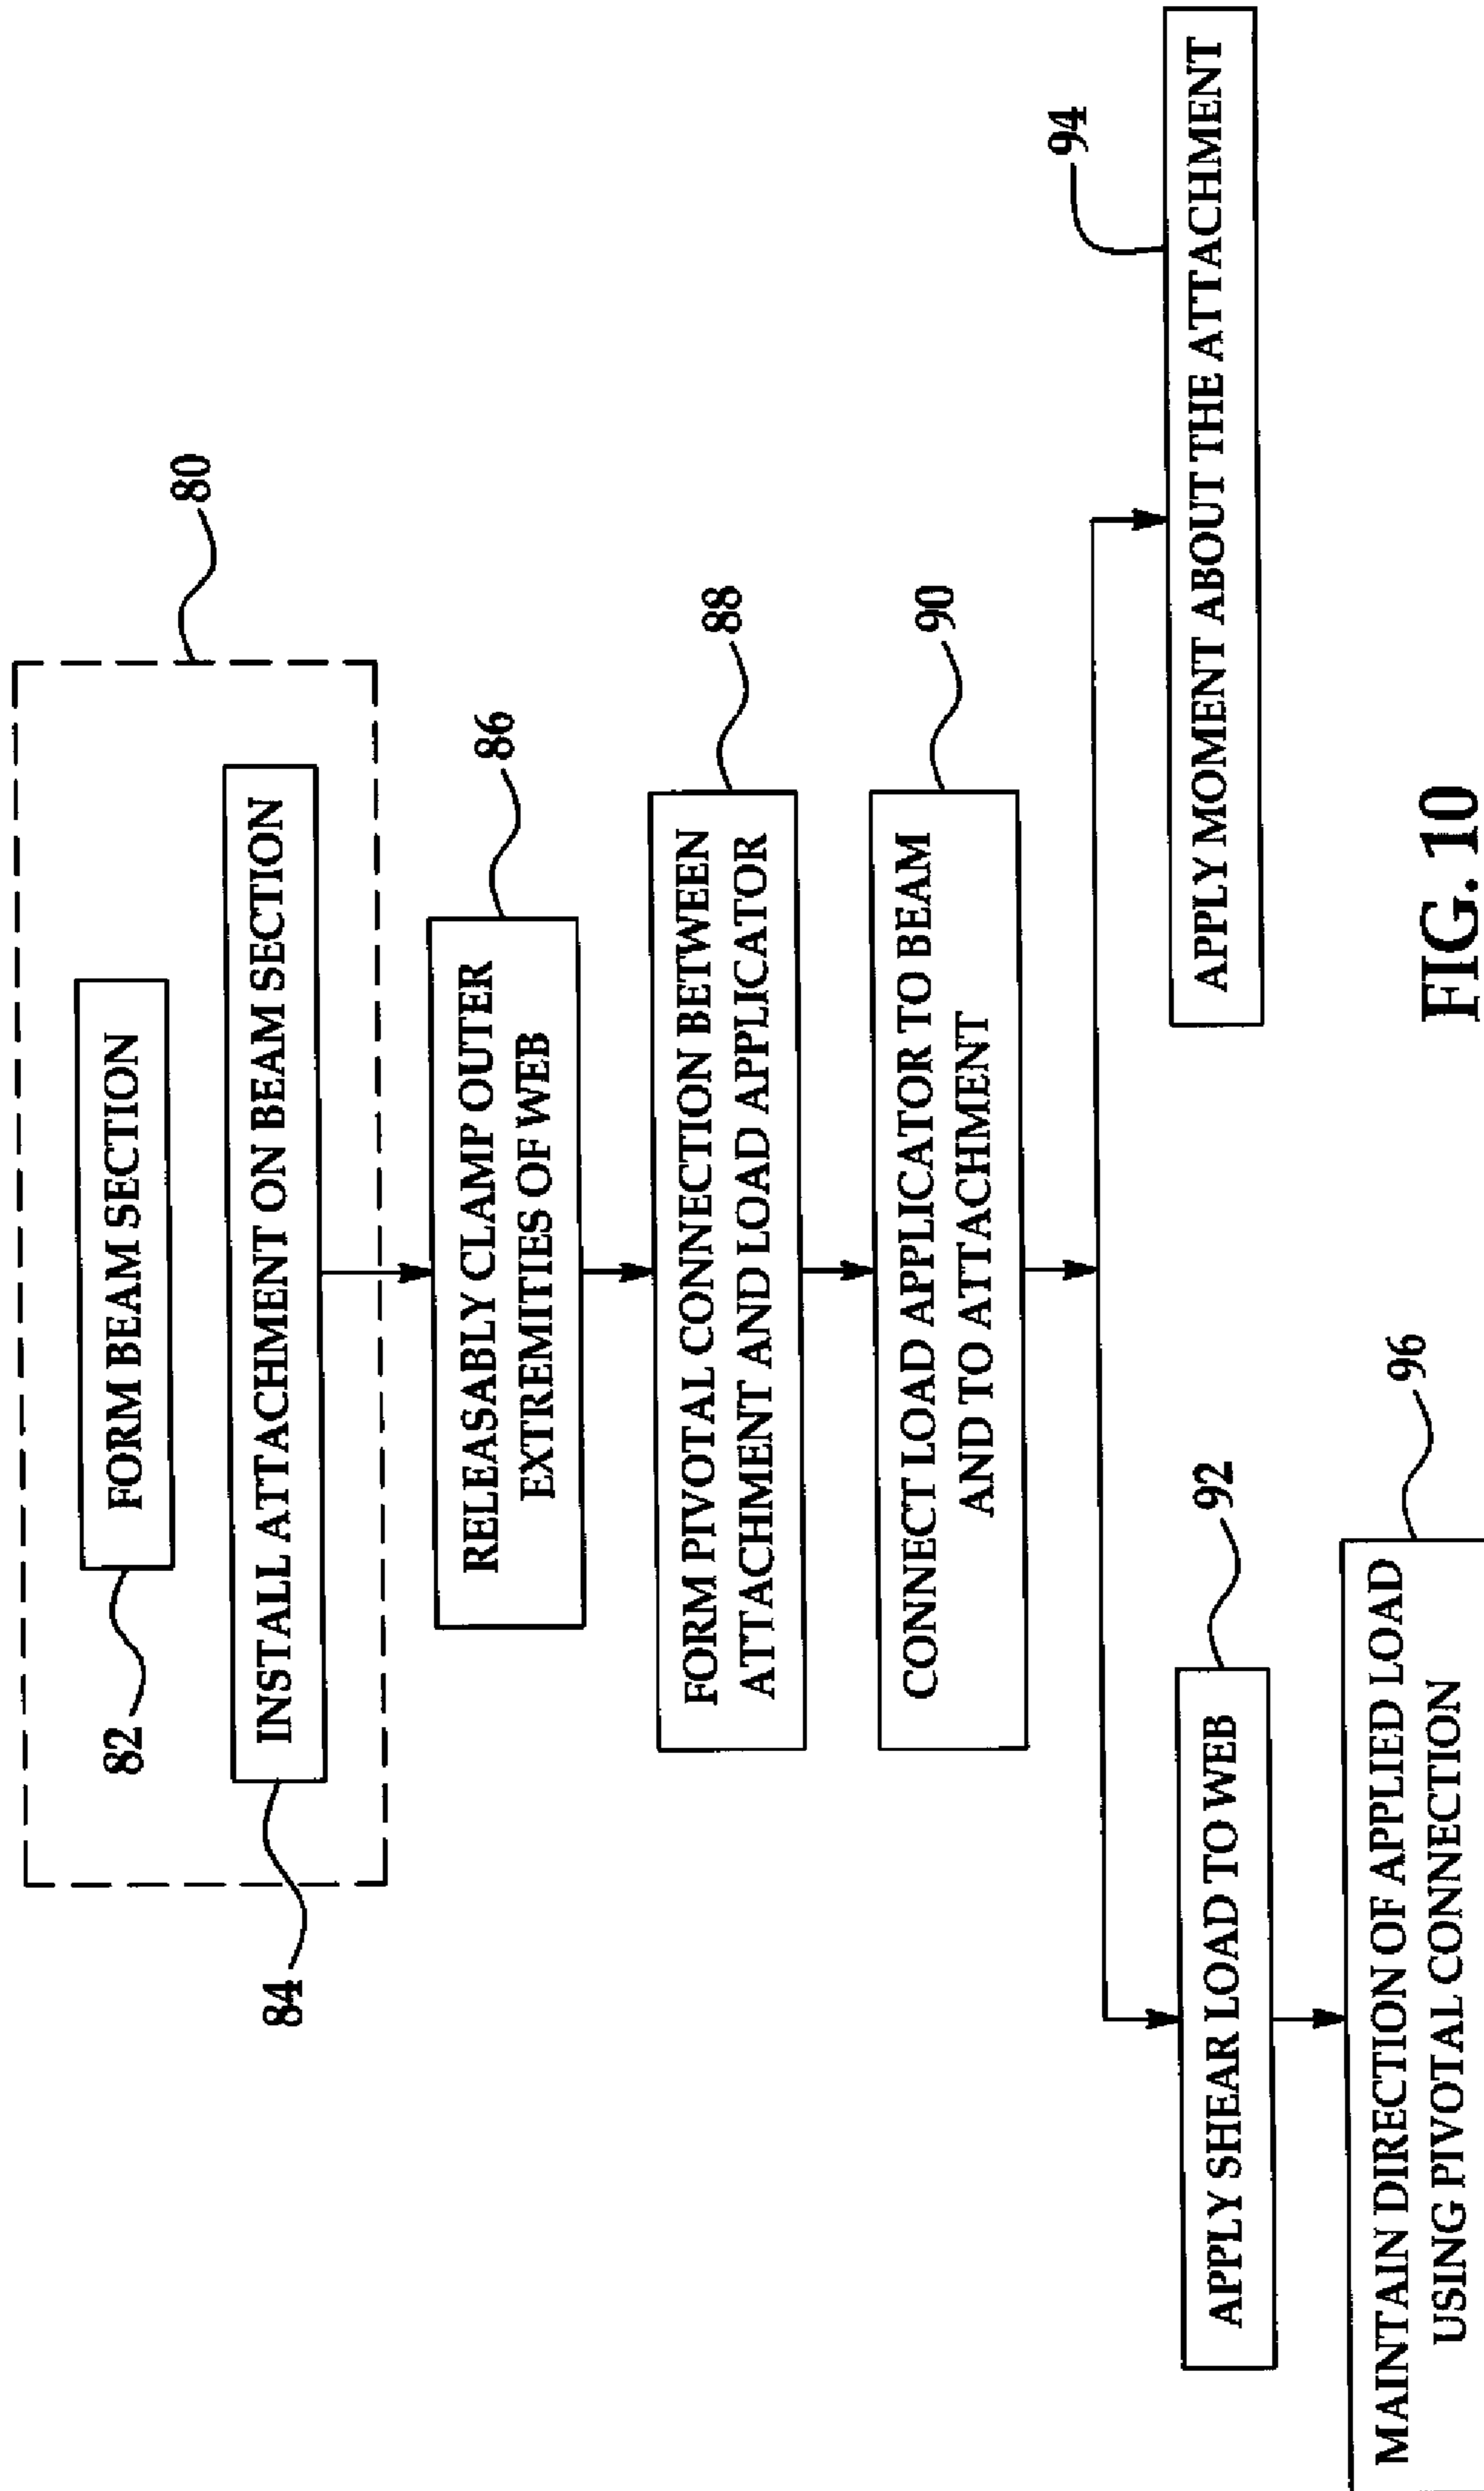 80
82
FORM BEAM SECTION
84
INSTALL ATTACHMENT ON BEAM SECTION
86
RELEASABLY CLAMP OUTER
EXTREMITIES OF WEB
88
FORM PIVOTAL CONNECTION BETWEEN
ATTACHMENT AND LOAD APPLICATOR
90
CONNECT LOAD APPLICATOR TO BEAM
AND TO ATTACHMENT
92
APPLY SHEAR LOAD TO WEB
94
APPLY MOMENT ABOUT THE ATTACHMENT
96
MAINTAIN DIRECTION OF APPLIED LOAD
USING PIVOTAL CONNECTION
FIG. 10